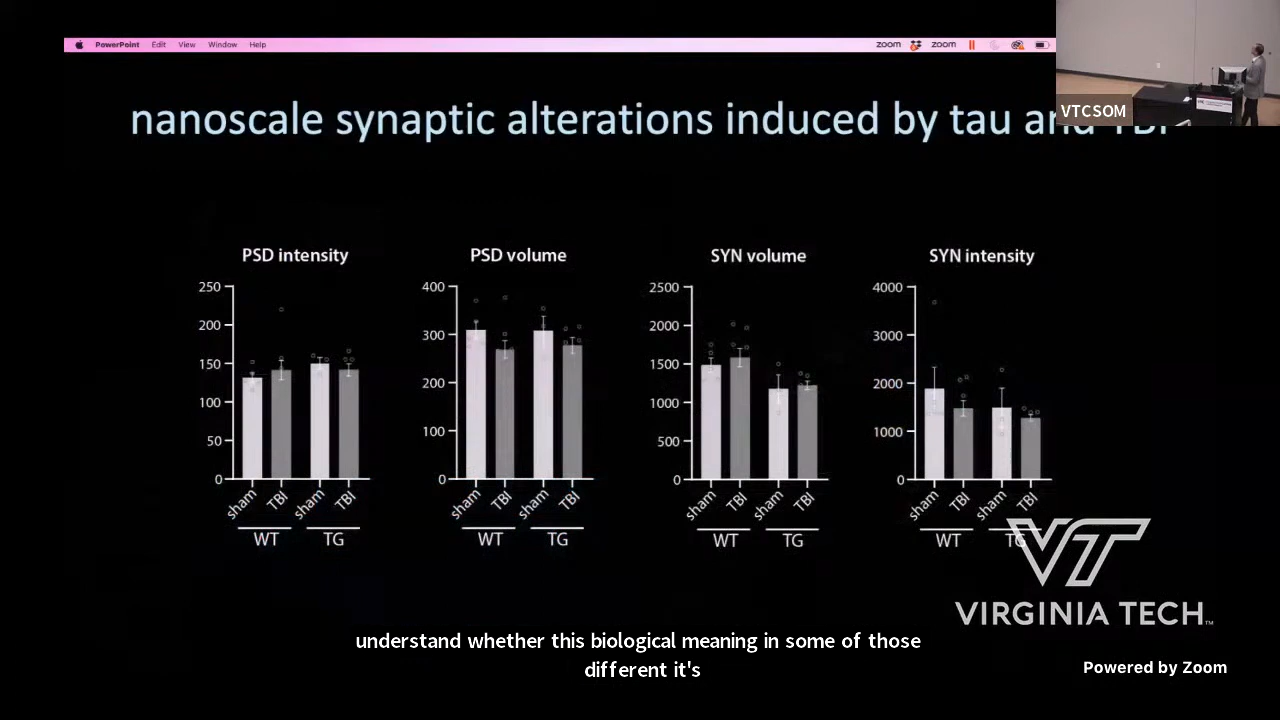 PowerPoint Edit View Window Help zoom zoom
VTCSOM
nanoscale synaptic alterations induced by tau and TBI
PSD intensity PSD volume SYN volume SYN intensity
250 400 2500 4000
200 300 2000 3000
150 200 1500 2000
100 100 1000 1000
50 500
0 0 0 0
sham TBI sham TBI sham TBI sham TBI sham TBI sham TBI sham TBI sham TBI
WT TG WT TG WT TG WT TG
VT
VIRGINIA TECH™
understand whether this biological meaning in some of those
different it's
Powered by Zoom